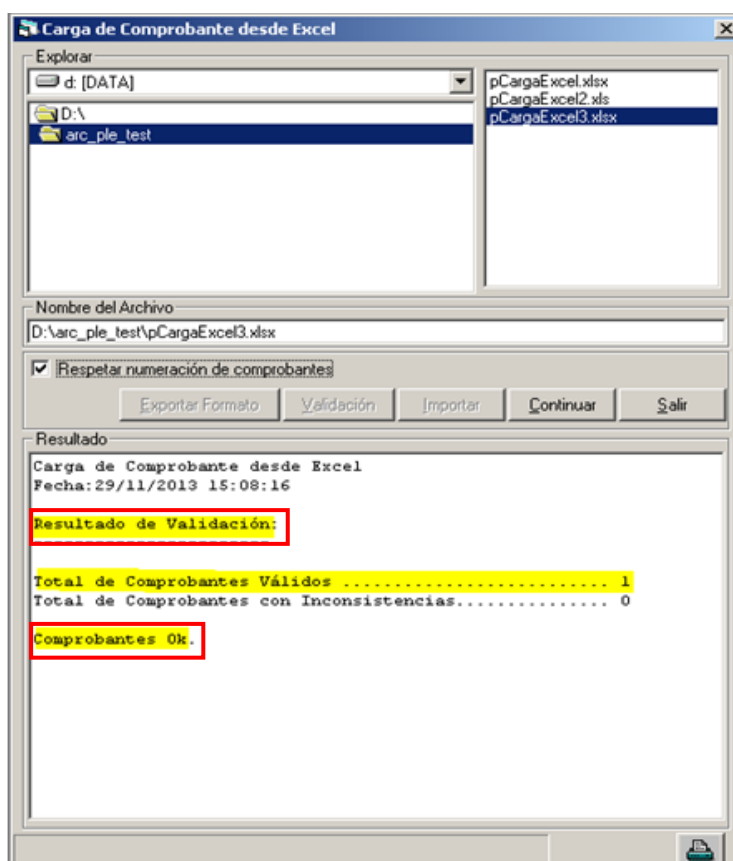 Carga de Comprobante desde Excel
Explorar
d: [DATA]
D:\
arc_ple_test
pCargaExcel.xlsx
pCargaExcel2.xls
pCargaExcel3.xlsx
Nombre del Archivo
D:\arc_ple_test\pCargaExcel3.xlsx
Respetar numeración de comprobantes
Exportar Formato Validación Importar Continuar Salir
Resultado
Carga de Comprobante desde Excel
Fecha:29/11/2013 15:08:16
Resultado de Validación:
-----------------------
Total de Comprobantes Válidos .......................... 1
Total de Comprobantes con Inconsistencias............... 0
Comprobantes Ok.